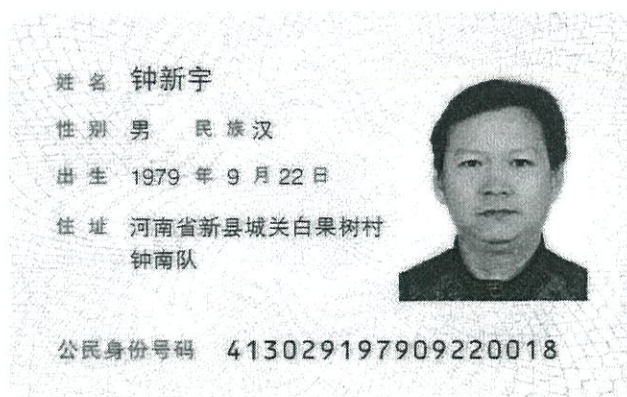 姓名 钟新宇
性别 男 民族 汉
出生 1979 年 9 月 22 日
住址 河南省新县城关白果树村
钟南队
公民身份号码 413029197909220018